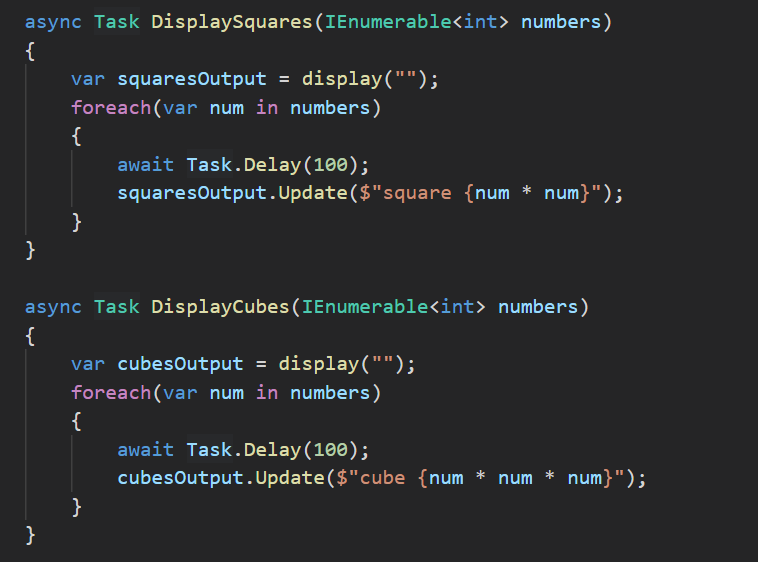 async Task DisplaySquares(IEnumerable<int> numbers)
{
    var squaresOutput = display("");
    foreach(var num in numbers)
    {
        await Task.Delay(100);
        squaresOutput.Update($"square {num * num}");
    }
}

async Task DisplayCubes(IEnumerable<int> numbers)
{
    var cubesOutput = display("");
    foreach(var num in numbers)
    {
        await Task.Delay(100);
        cubesOutput.Update($"cube {num * num * num}");
    }
}